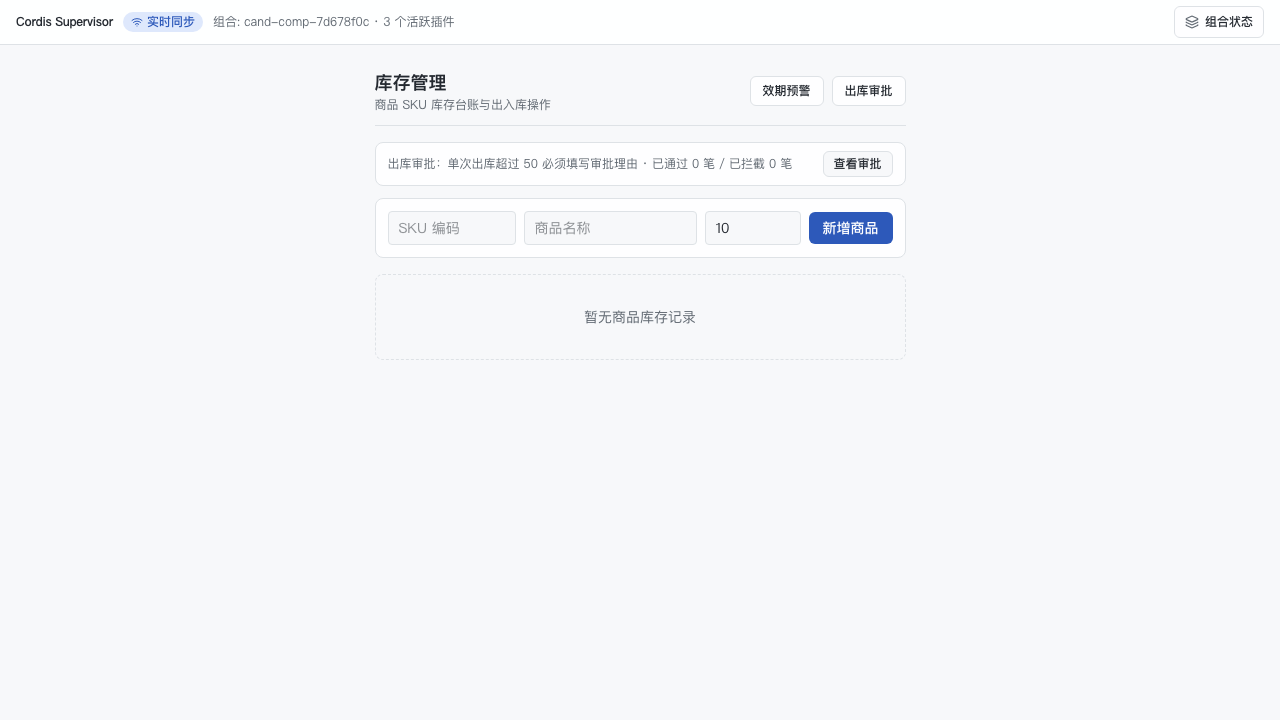 Cordis Supervisor 实时同步 组合: cand-comp-7d678f0c · 3 个活跃插件 组合状态
库存管理
商品 SKU 库存台账与出入库操作
效期预警 出库审批
出库审批：单次出库超过 50 必须填写审批理由 · 已通过 0 笔 / 已拦截 0 笔 查看审批
SKU 编码 商品名称 10 新增商品
暂无商品库存记录